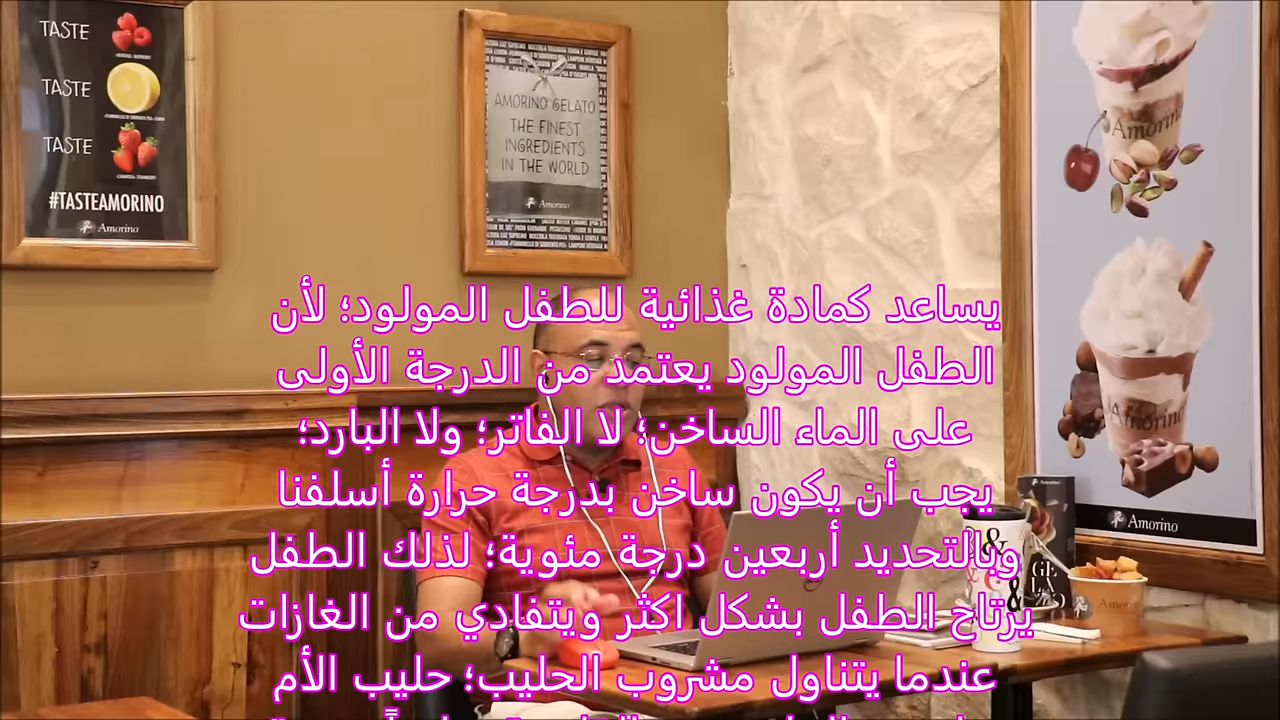 TASTE
TASTE
TASTE
#TASTEAMORINO
Amorino
AMORINO GELATO
THE FINEST
INGREDIENTS
IN THE WORLD
Amorino
Amorino
Amorino
Amorino
يساعد كمادة غذائية للطفل المولود؛ لأن
الطفل المولود يعتمد من الدرجة الأولى
على الماء الساخن؛ لا الفاتر؛ ولا البارد؛
يجب أن يكون ساخن بدرجة حرارة أسلفنا
وبالتحديد أربعين درجة مئوية؛ لذلك الطفل
يرتاح الطفل بشكل اكثر ويتفادي من الغازات
عندما يتناول مشروب الحليب؛ حليب الأم